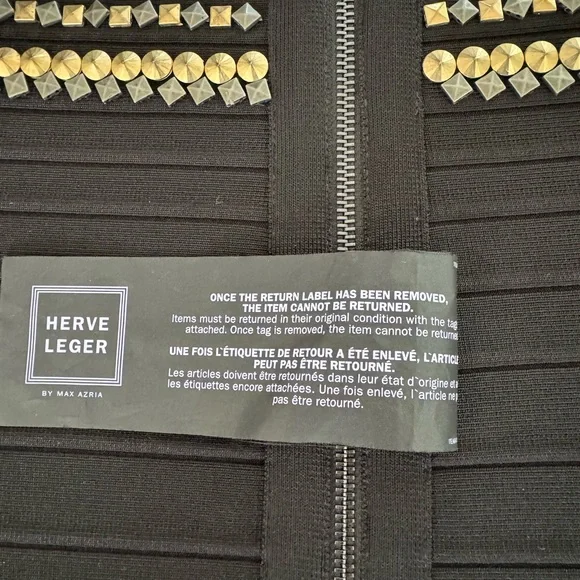 HERVE
LEGER
BY MAX AZRIA
ONCE THE RETURN LABEL HAS BEEN REMOVED,
THE ITEM CANNOT BE RETURNED.
Items must be returned in their original condition with the tag
attached. Once tag is removed, the item cannot be returne
UNE FOIS L`ÉTIQUETTE DE RETOUR A ÉTÉ ENLEVÉ, L`ARTICLE
PEUT PAS ÊTRE RETOURNÉ.
Les articles doivent être retournés dans leur état d`origine et
les étiquettes encore attachées. Une fois enlevé, l`article ne
pas être retourné.